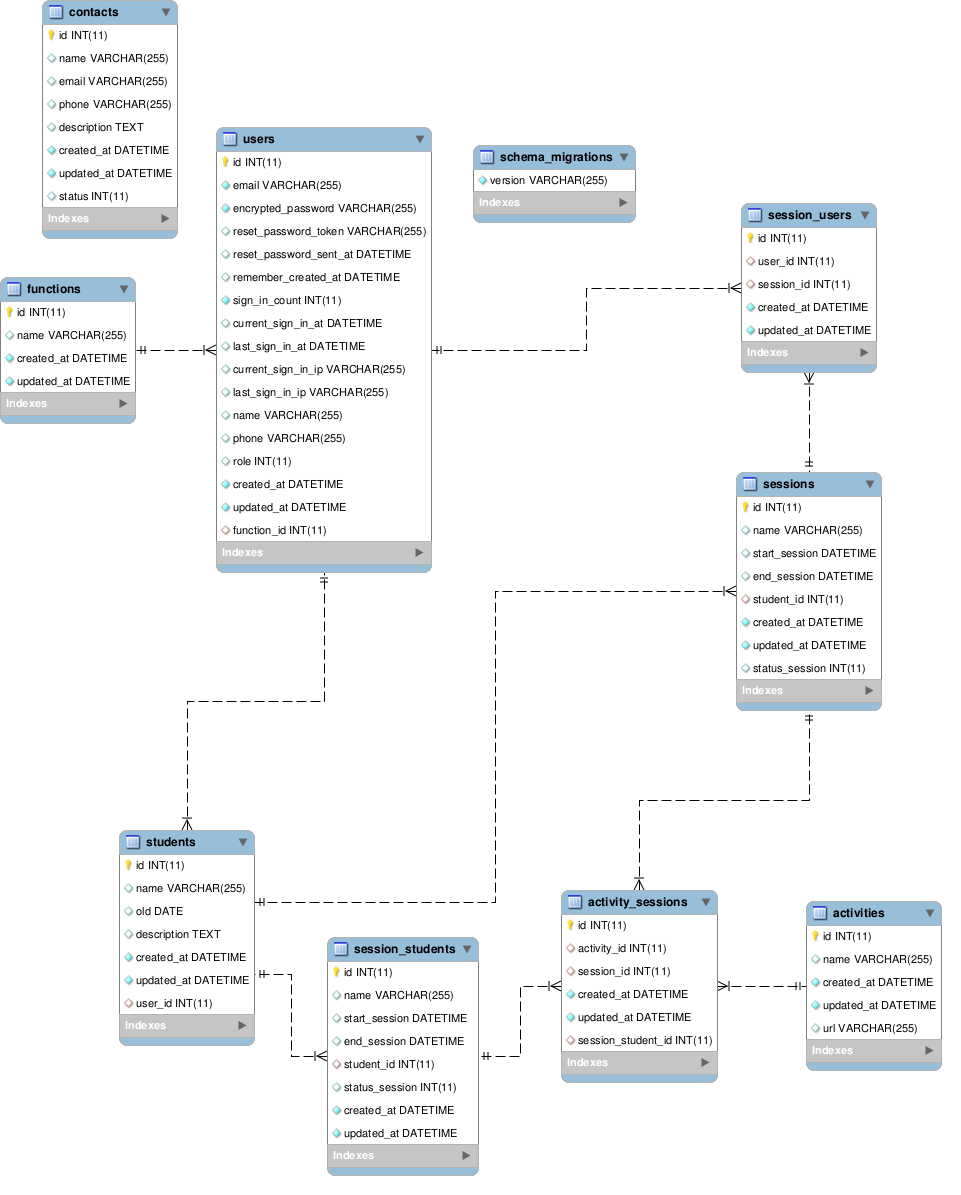 contacts
id INT(11)
name VARCHAR(255)
email VARCHAR(255)
phone VARCHAR(255)
description TEXT
created_at DATETIME
updated_at DATETIME
status INT(11)
Indexes
users
id INT(11)
email VARCHAR(255)
encrypted_password VARCHAR(255)
reset_password_token VARCHAR(255)
reset_password_sent_at DATETIME
remember_created_at DATETIME
sign_in_count INT(11)
current_sign_in_at DATETIME
last_sign_in_at DATETIME
current_sign_in_ip VARCHAR(255)
last_sign_in_ip VARCHAR(255)
name VARCHAR(255)
phone VARCHAR(255)
role INT(11)
created_at DATETIME
updated_at DATETIME
function_id INT(11)
Indexes
schema_migrations
version VARCHAR(255)
Indexes
session_users
id INT(11)
user_id INT(11)
session_id INT(11)
created_at DATETIME
updated_at DATETIME
Indexes
functions
id INT(11)
name VARCHAR(255)
created_at DATETIME
updated_at DATETIME
Indexes
sessions
id INT(11)
name VARCHAR(255)
start_session DATETIME
end_session DATETIME
student_id INT(11)
created_at DATETIME
updated_at DATETIME
status_session INT(11)
Indexes
students
id INT(11)
name VARCHAR(255)
old DATE
description TEXT
created_at DATETIME
updated_at DATETIME
user_id INT(11)
Indexes
session_students
id INT(11)
name VARCHAR(255)
start_session DATETIME
end_session DATETIME
student_id INT(11)
status_session INT(11)
created_at DATETIME
updated_at DATETIME
Indexes
activity_sessions
id INT(11)
activity_id INT(11)
session_id INT(11)
created_at DATETIME
updated_at DATETIME
session_student_id INT(11)
Indexes
activities
id INT(11)
name VARCHAR(255)
created_at DATETIME
updated_at DATETIME
url VARCHAR(255)
Indexes